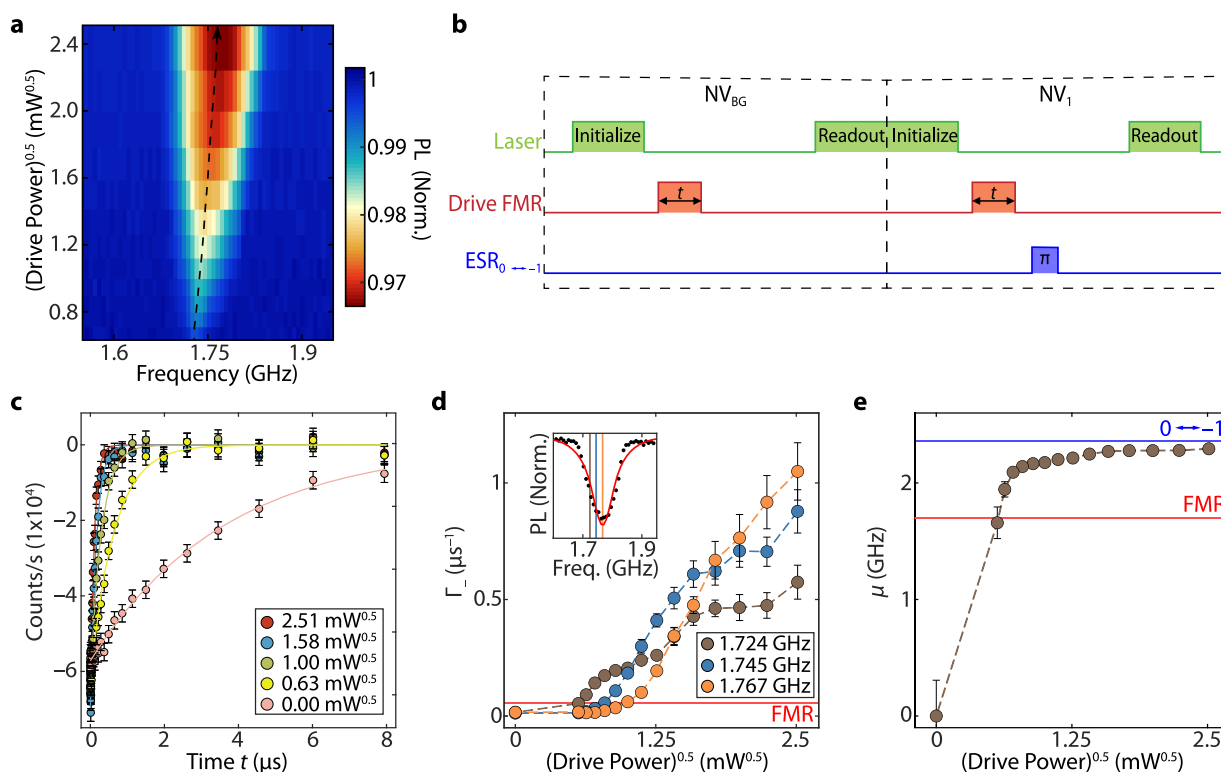 a
2.4
2.0
1.6
1.2
0.8
(Drive Power)^0.5 (mW^0.5)
1.6
1.75
1.9
Frequency (GHz)
1
0.99
0.98
0.97
PL (Norm.)
b
NV_BG
NV_1
Laser
Initialize
Readout
Initialize
Readout
Drive FMR
t
t
ESR_0 ↔ −1
π
c
0
−2
−4
−6
Counts/s (1x10^4)
0
2
4
6
8
Time t (µs)
2.51 mW^0.5
1.58 mW^0.5
1.00 mW^0.5
0.63 mW^0.5
0.00 mW^0.5
d
1
0.5
0
Γ_− (µs^−1)
PL (Norm.)
1.7
1.9
Freq. (GHz)
1.724 GHz
1.745 GHz
1.767 GHz
FMR
0
1.25
2.5
(Drive Power)^0.5 (mW^0.5)
e
0 ↔ −1
2
1
0
µ (GHz)
FMR
0
1.25
2.5
(Drive Power)^0.5 (mW^0.5)